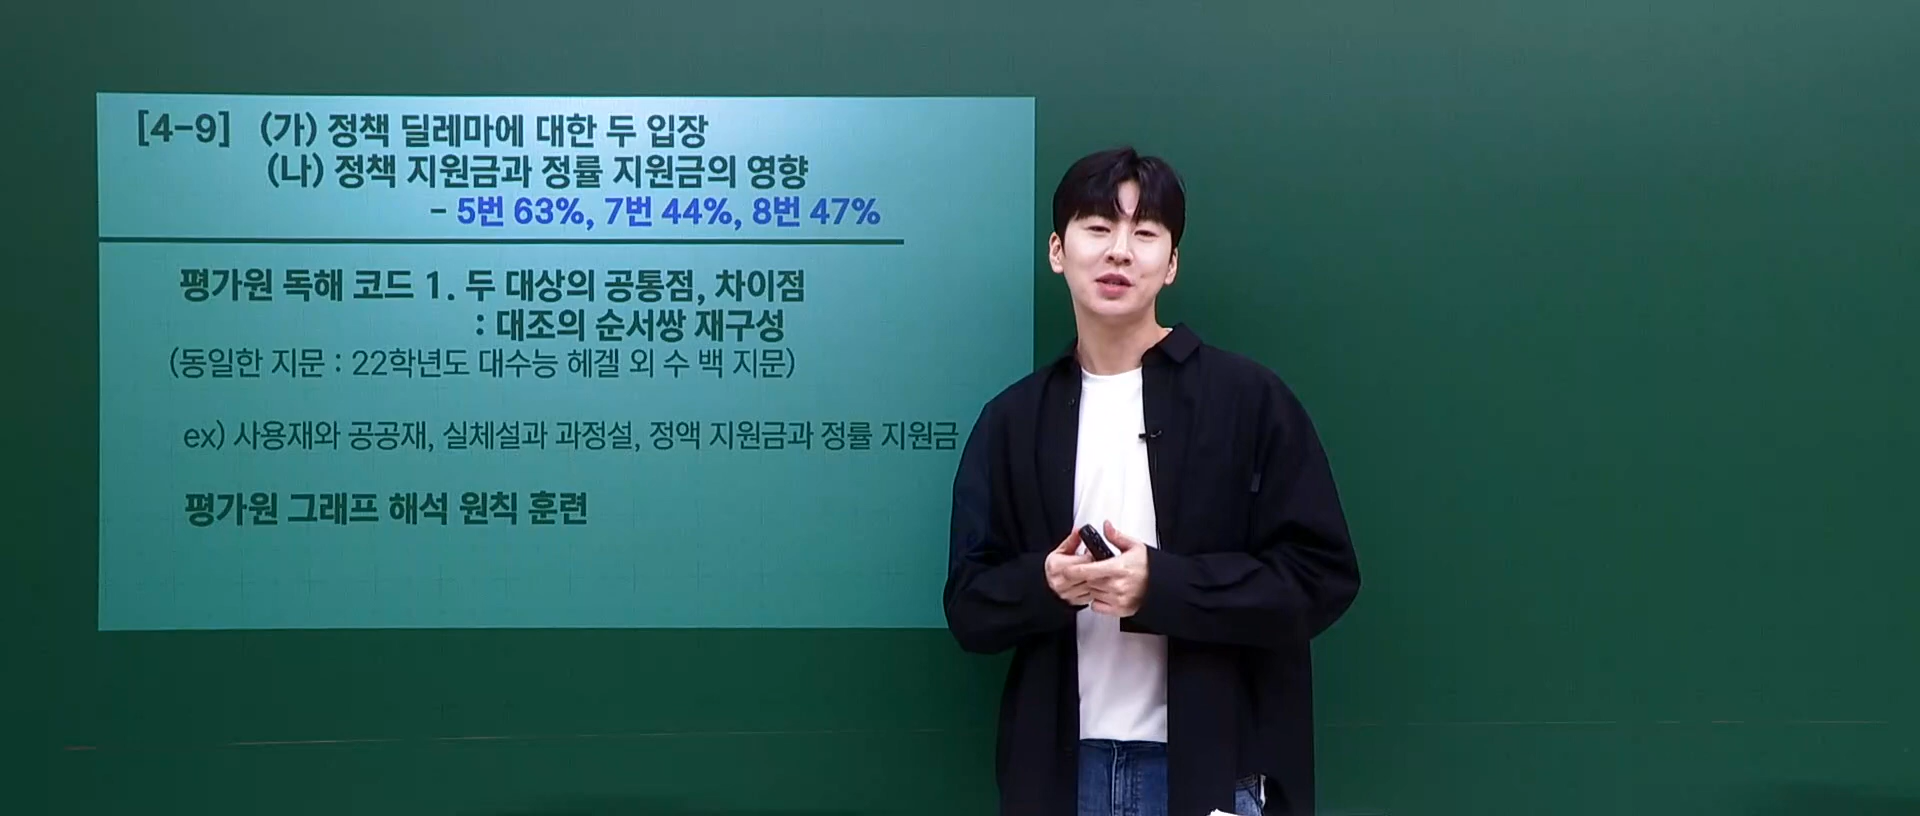 [4-9] (가) 정책 딜레마에 대한 두 입장
(나) 정책 지원금과 정률 지원금의 영향
- 5번 63%, 7번 44%, 8번 47%
평가원 독해 코드 1. 두 대상의 공통점, 차이점
: 대조의 순서쌍 재구성
(동일한 지문 : 22학년도 대수능 헤겔 외 수 백 지문)
ex) 사용재와 공공재, 실체설과 과정설, 정액 지원금과 정률 지원금
평가원 그래프 해석 원칙 훈련